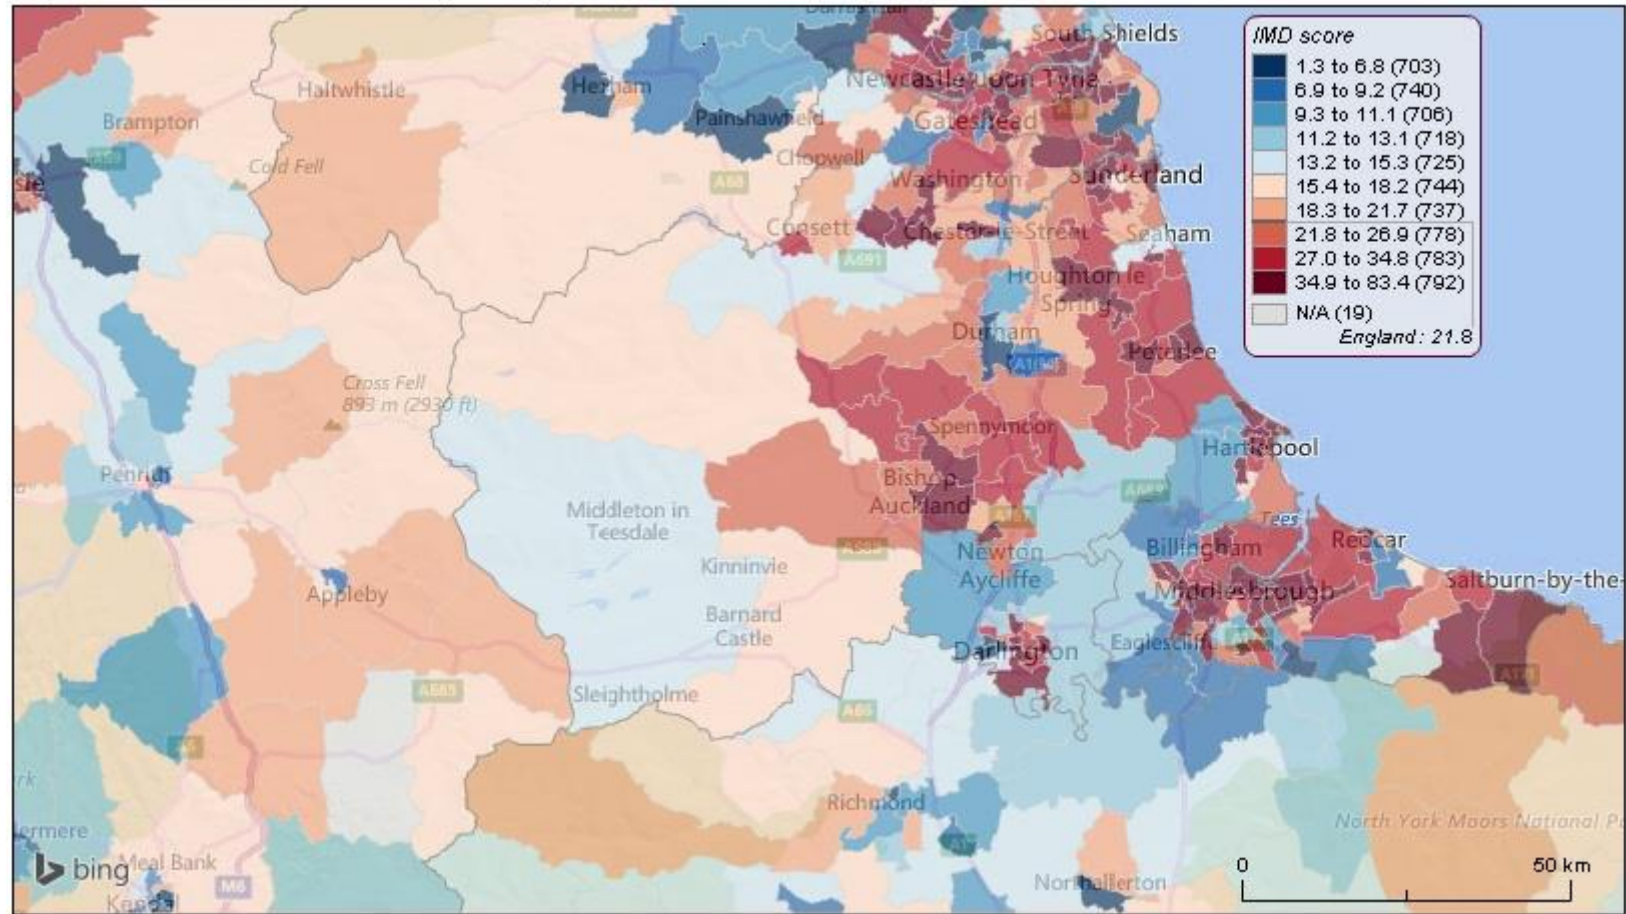 Darras Hall
South Shields
Newcastle upon Tyne
Haltwhistle
Hexham
Painshawfield
Gateshead
Brampton
Chopwell
Cold Fell
A68
Washington
Sunderland
Consett
Chester-le-Street
Seaham
A691
Houghton le
Spring
Durham
A1(M)
Peterlee
Cross Fell
893 m (2930 ft)
Spennymoor
Hartlepool
Penrith
Bishop
Auckland
A689
Middleton in
Teesdale
Tees
Redcar
Newton
Aycliffe
Billingham
Kinninvie
Saltburn-by-the-
Appleby
Middlesbrough
Barnard
Castle
Darlington
Eaglescliffe
A685
Sleightholme
A66
A171
A6
Richmond
North York Moors National P
ermere
Meal Bank
Northallerton
M6
Kendal
bing
IMD score
1.3 to 6.8 (703)
6.9 to 9.2 (740)
9.3 to 11.1 (706)
11.2 to 13.1 (718)
13.2 to 15.3 (725)
15.4 to 18.2 (744)
18.3 to 21.7 (737)
21.8 to 26.9 (778)
27.0 to 34.8 (783)
34.9 to 83.4 (792)
N/A (19)
England: 21.8
0 50 km